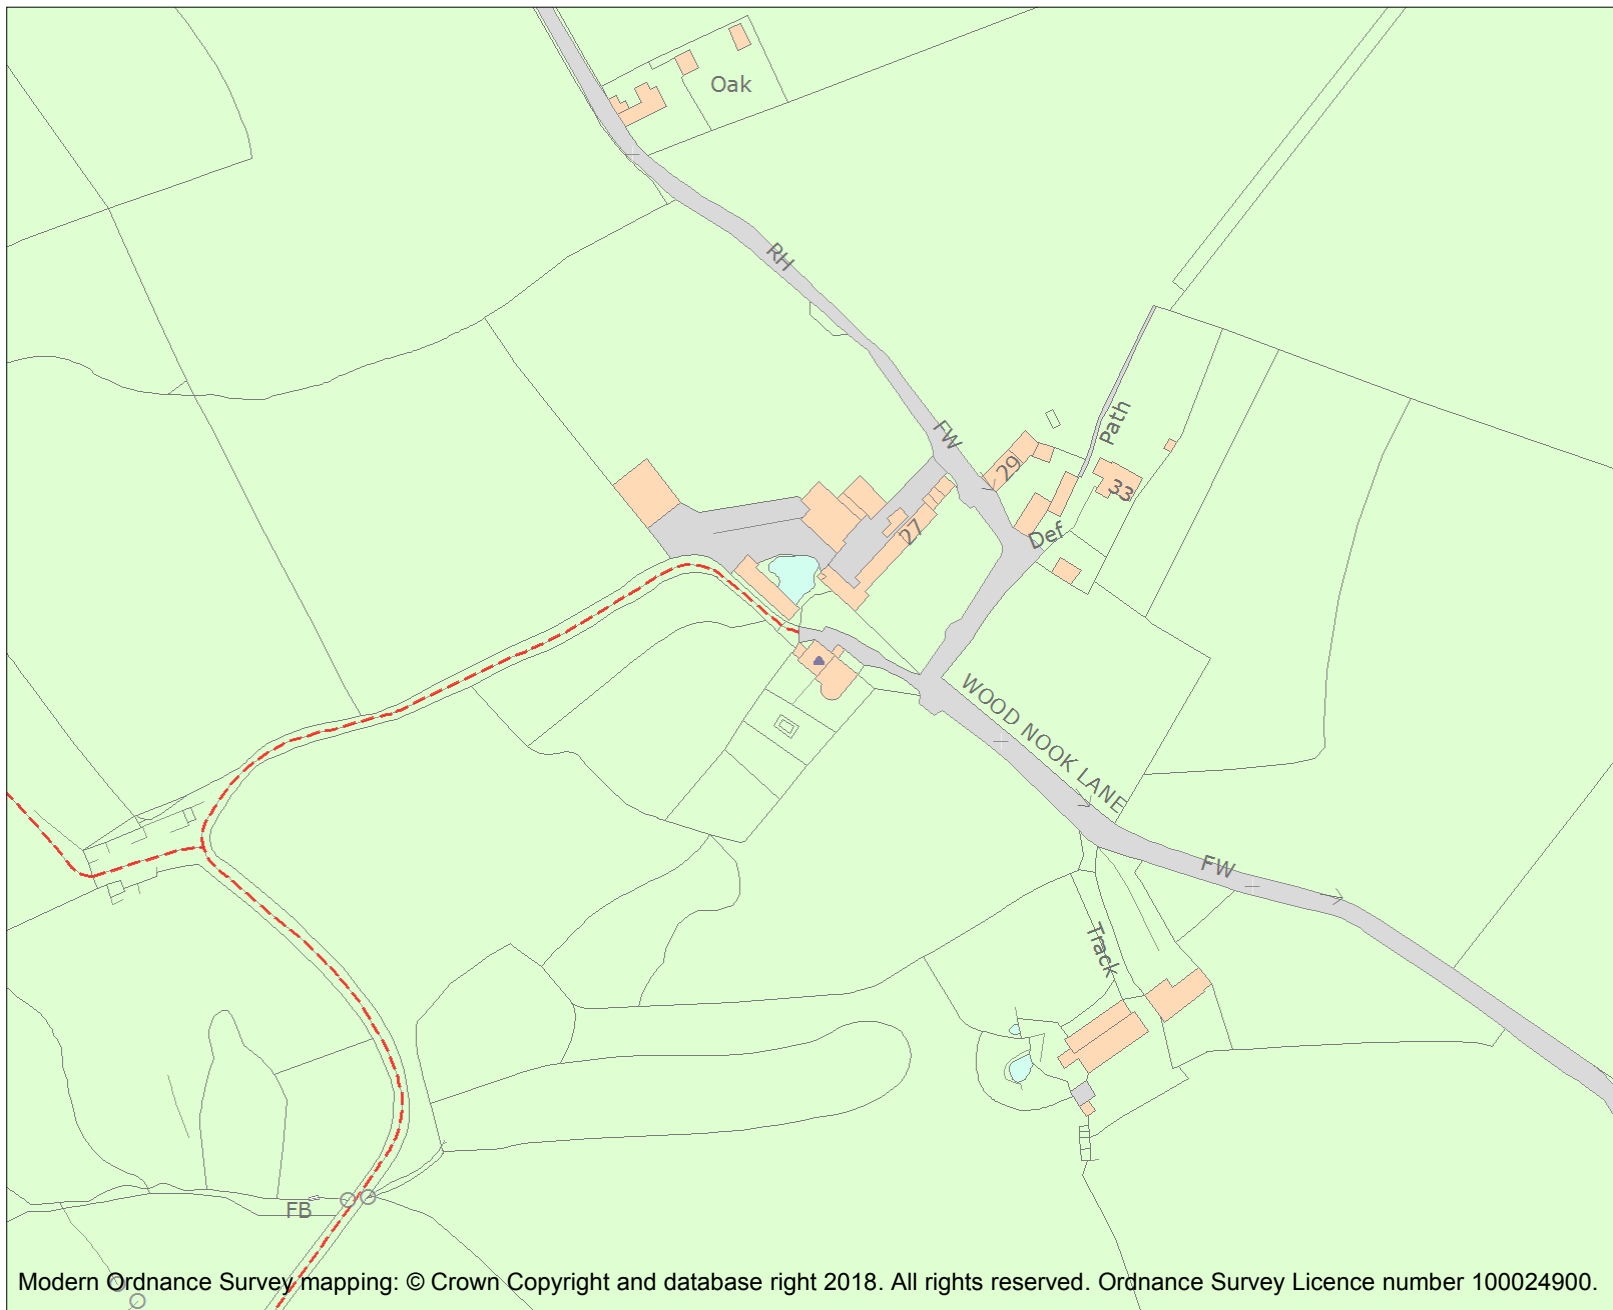 Oak
RH
FW
Path
29
33
27
Def
WOOD NOOK LANE
FW
Track
FB
Modern Ordnance Survey mapping: © Crown Copyright and database right 2018. All rights reserved. Ordnance Survey Licence number 100024900.